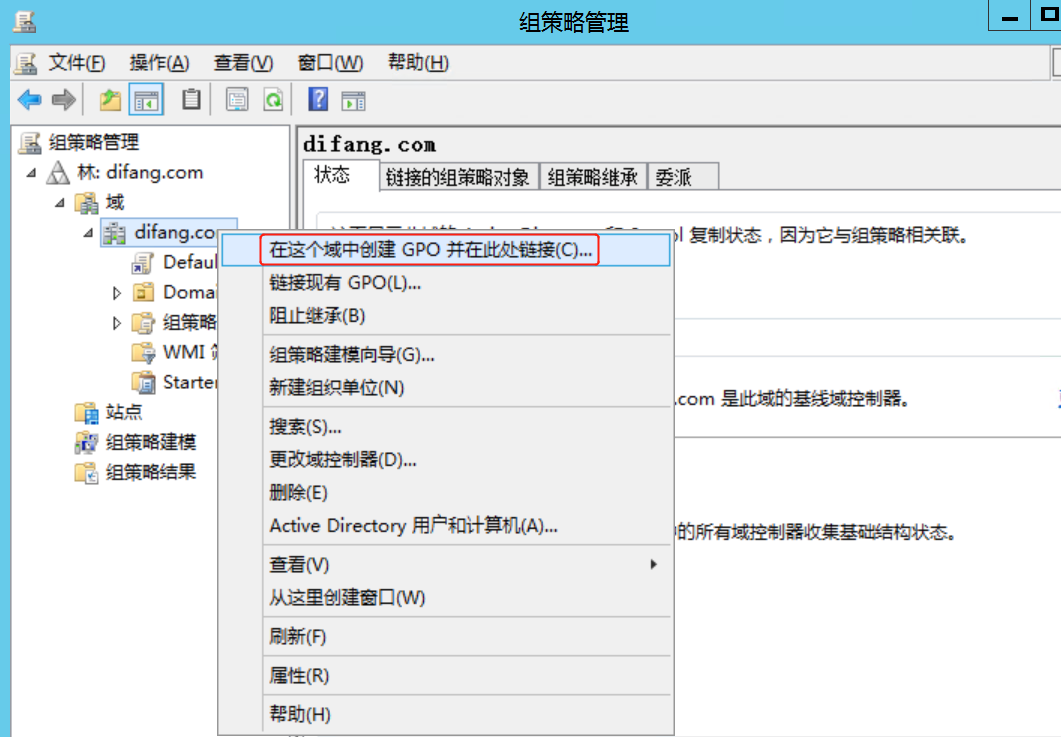 组策略管理
文件(F) 操作(A) 查看(V) 窗口(W) 帮助(H)
组策略管理
林: difang.com
域
difang.co
Defaul
Domai
组策略
WMI
Starter
站点
组策略建模
组策略结果
difang.com
状态 链接的组策略对象 组策略继承 委派
复制状态，因为它与组策略相关联。
.com 是此域的基线域控制器。
的所有域控制器收集基础结构状态。
在这个域中创建 GPO 并在此处链接(C)...
链接现有 GPO(L)...
阻止继承(B)
组策略建模向导(G)...
新建组织单位(N)
搜索(S)...
更改域控制器(D)...
删除(E)
Active Directory 用户和计算机(A)...
查看(V)
从这里创建窗口(W)
刷新(F)
属性(R)
帮助(H)